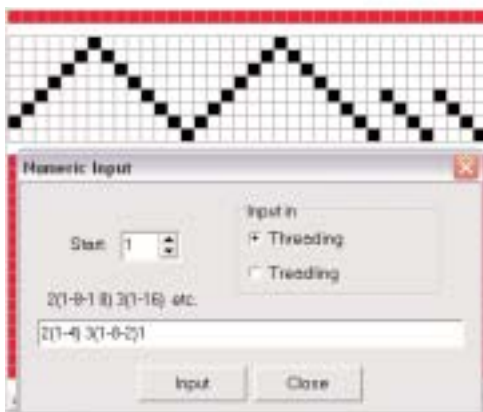 Numeric Input
Input in
Start 1
Threading
Treadling
2(1-8-1 8) 3(1-16) etc.
2(1-4) 3(1-8-2)1
Input
Close